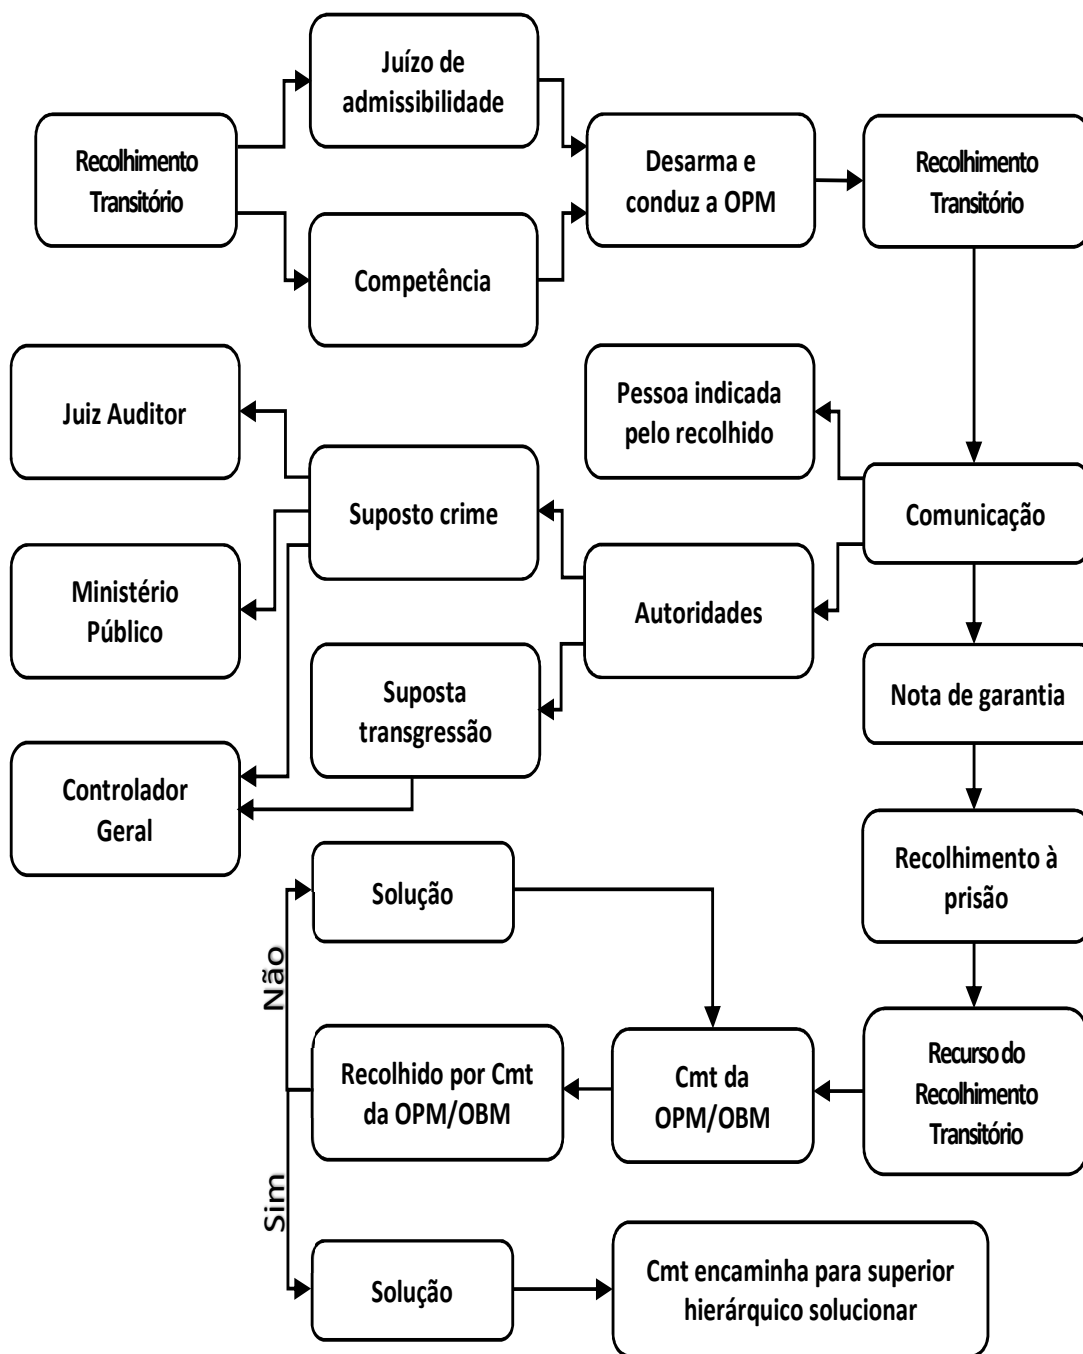 Juízo de
admissibilidade
Recolhimento
Transitório
Desarma e
conduz a OPM
Recolhimento
Transitório
Competência
Juiz Auditor
Pessoa indicada
pelo recolhido
Suposto crime
Comunicação
Ministério
Público
Autoridades
Suposta
transgressão
Nota de garantia
Controlador
Geral
Recolhimento à
prisão
Solução
Não
Recolhido por Cmt
da OPM/OBM
Cmt da
OPM/OBM
Recurso do
Recolhimento
Transitório
Sim
Solução
Cmt encaminha para superior
hierárquico solucionar